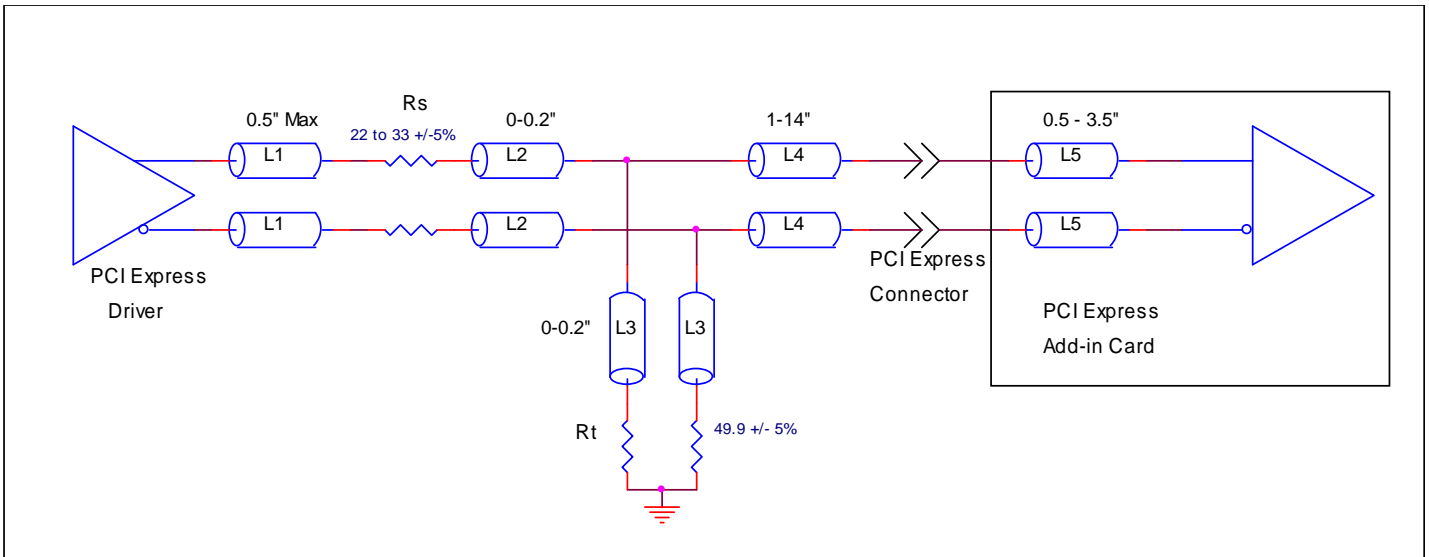 Rs
0.5" Max
22 to 33 +/-5%
0-0.2"
1-14"
0.5 - 3.5"
L1
L2
L4
L5
L1
L2
L4
L5
PCI Express
Driver
PCI Express
Connector
0-0.2"
L3
L3
PCI Express
Add-in Card
Rt
49.9 +/- 5%